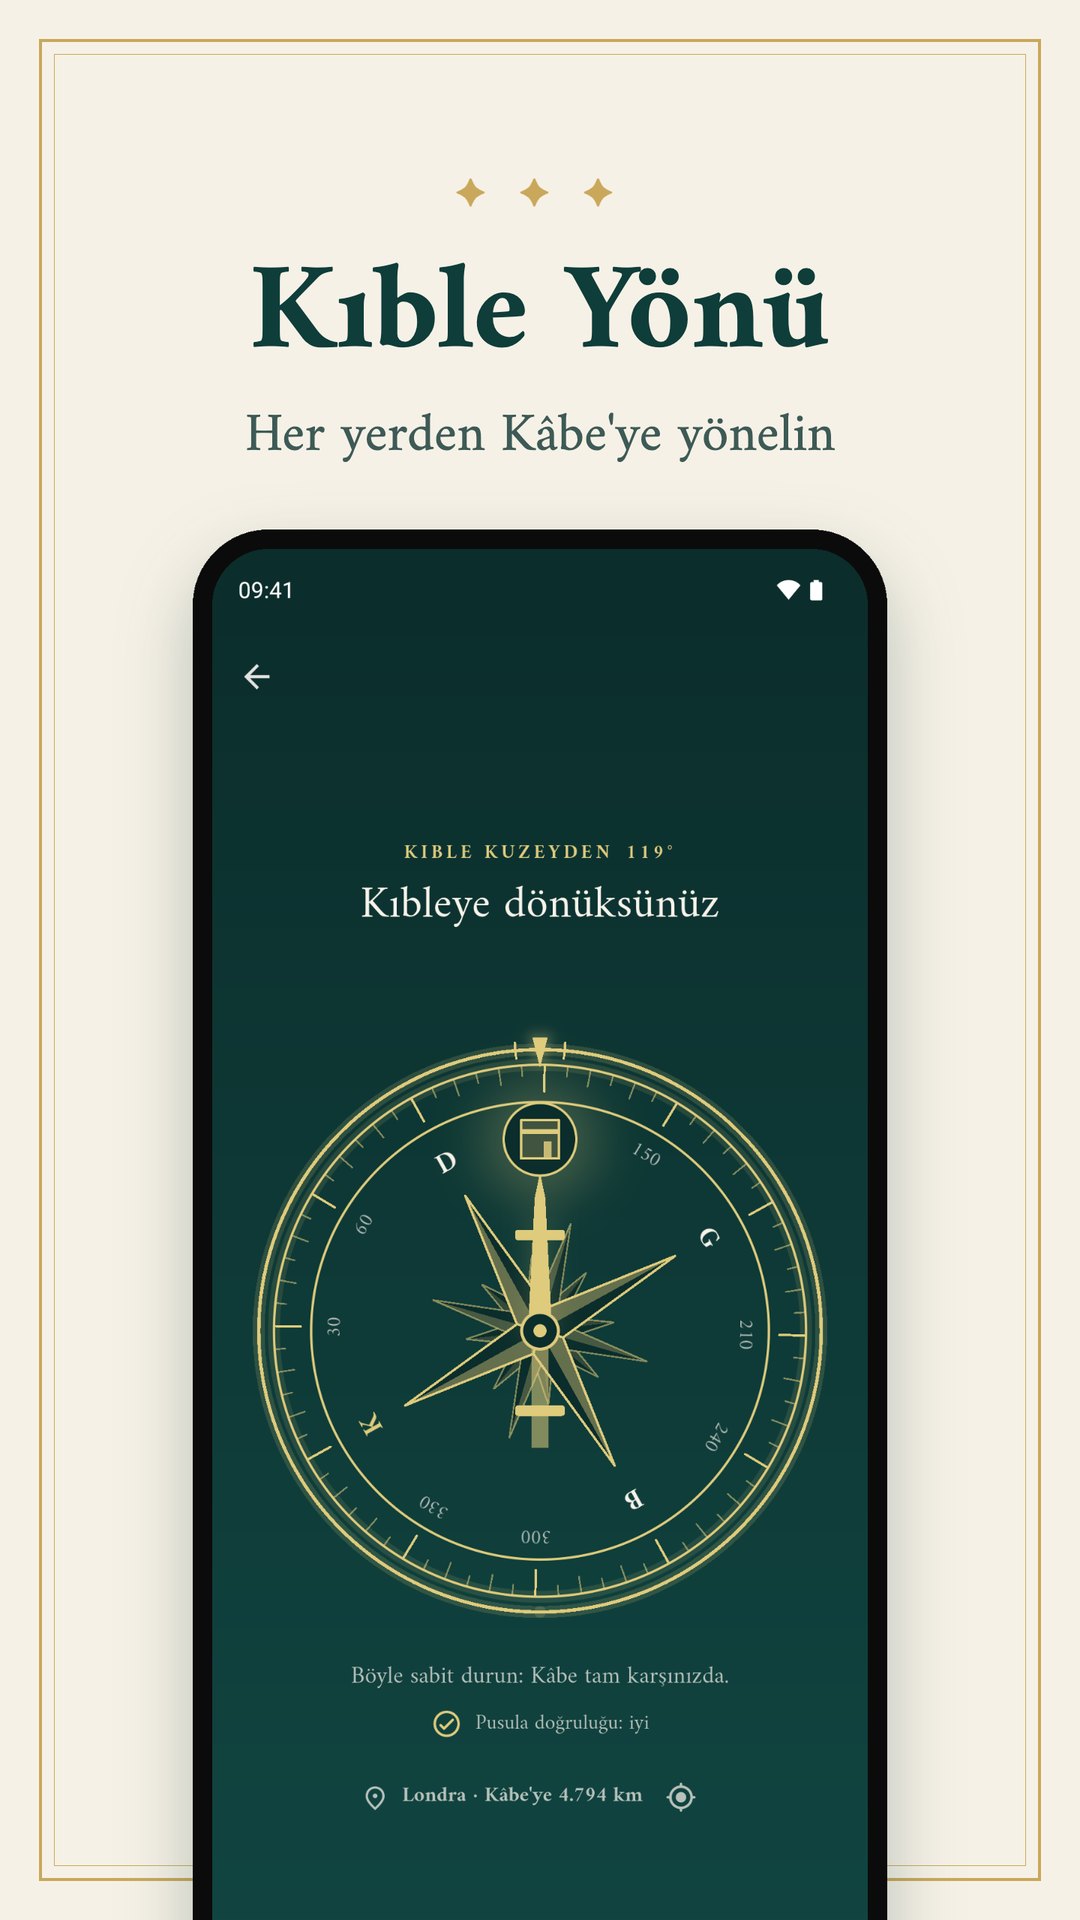 Kıble Yönü
Her yerden Kâbe'ye yönelin
09:41
KIBLE KUZEYDEN 119°
Kıbleye dönüksünüz
D
150
60
G
30
210
K
240
330
B
300
Böyle sabit durun: Kâbe tam karşınızda.
Pusula doğruluğu: iyi
Londra · Kâbe'ye 4.794 km